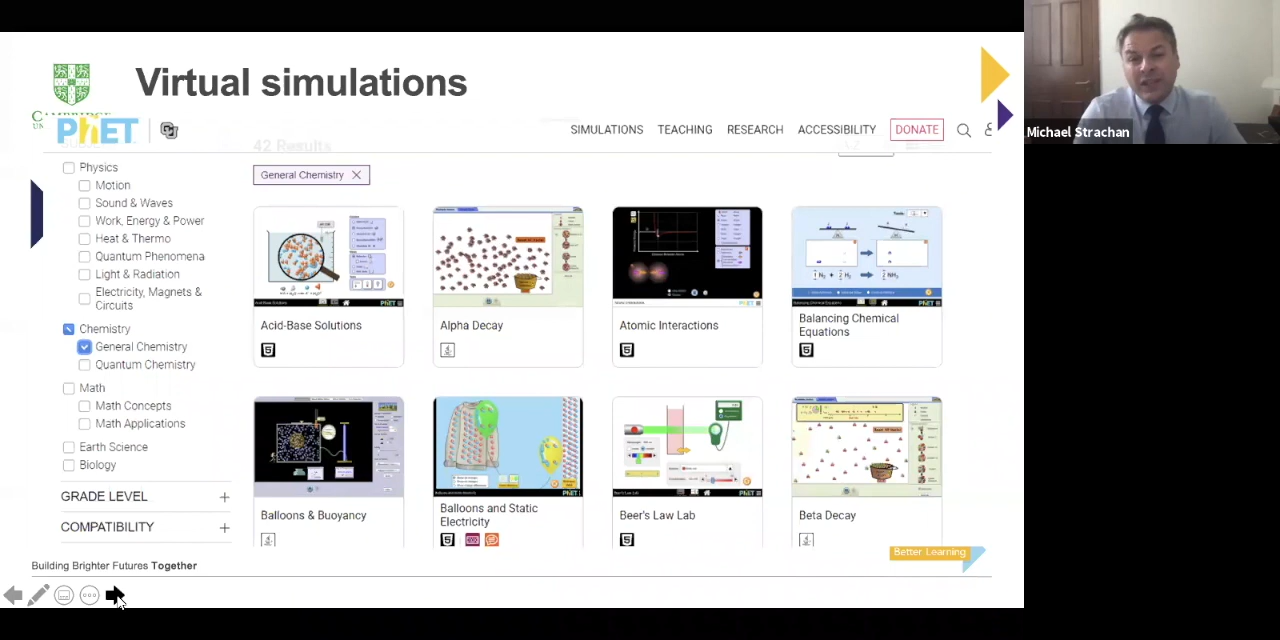 Virtual simulations
PhET
SIMULATIONS TEACHING RESEARCH ACCESSIBILITY DONATE
42 Results
General Chemistry
Physics
Motion
Sound & Waves
Work, Energy & Power
Heat & Thermo
Quantum Phenomena
Light & Radiation
Electricity, Magnets &
Circuits
Chemistry
General Chemistry
Quantum Chemistry
Math
Math Concepts
Math Applications
Earth Science
Biology
GRADE LEVEL +
COMPATIBILITY +
Acid-Base Solutions
Alpha Decay
Atomic Interactions
Balancing Chemical
Equations
Balloons & Buoyancy
Balloons and Static
Electricity
Beer's Law Lab
Beta Decay
Better Learning
Building Brighter Futures Together
Michael Strachan